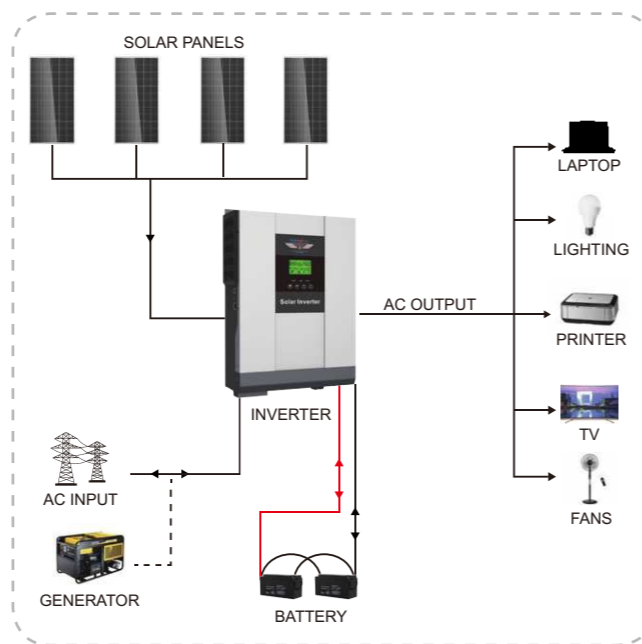 SOLAR PANELS
LAPTOP
LIGHTING
Solar Inverter
AC OUTPUT
PRINTER
INVERTER
TV
AC INPUT
FANS
GENERATOR
BATTERY